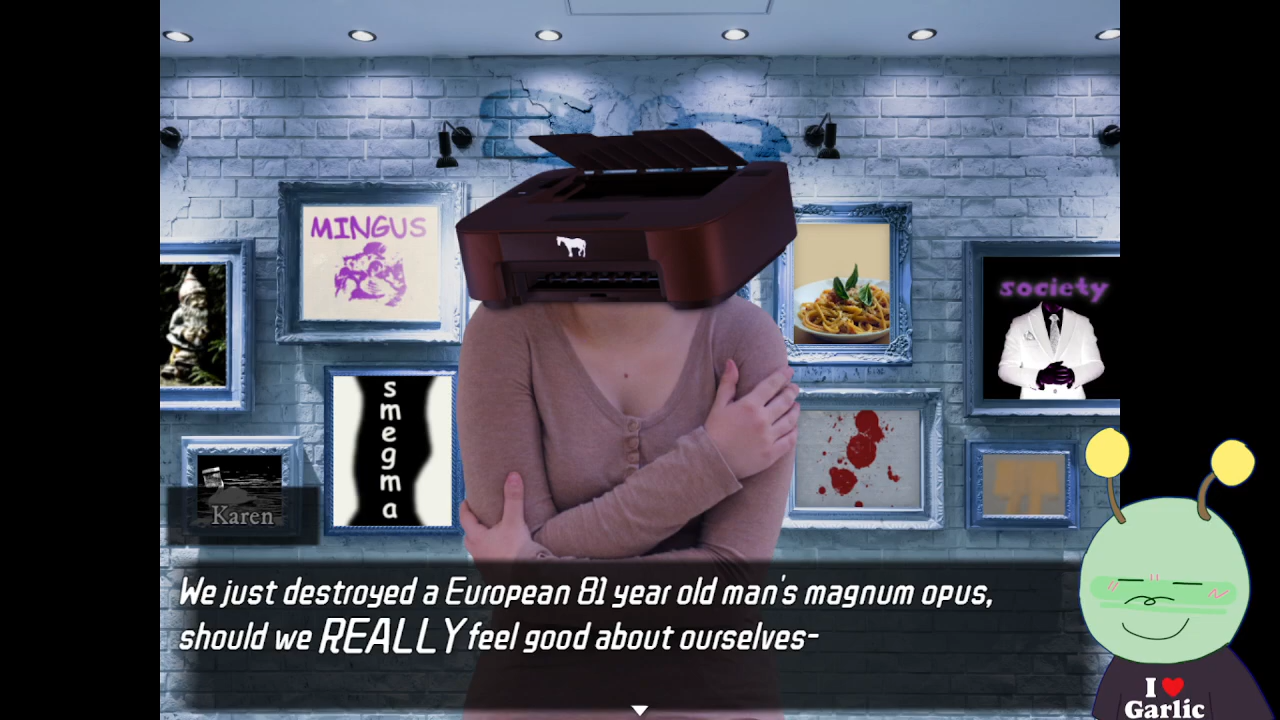 MINGUS
society
s
m
e
g
m
a
Karen
We just destroyed a European 81 year old man's magnum opus,
should we REALLY feel good about ourselves-
I
Garlic